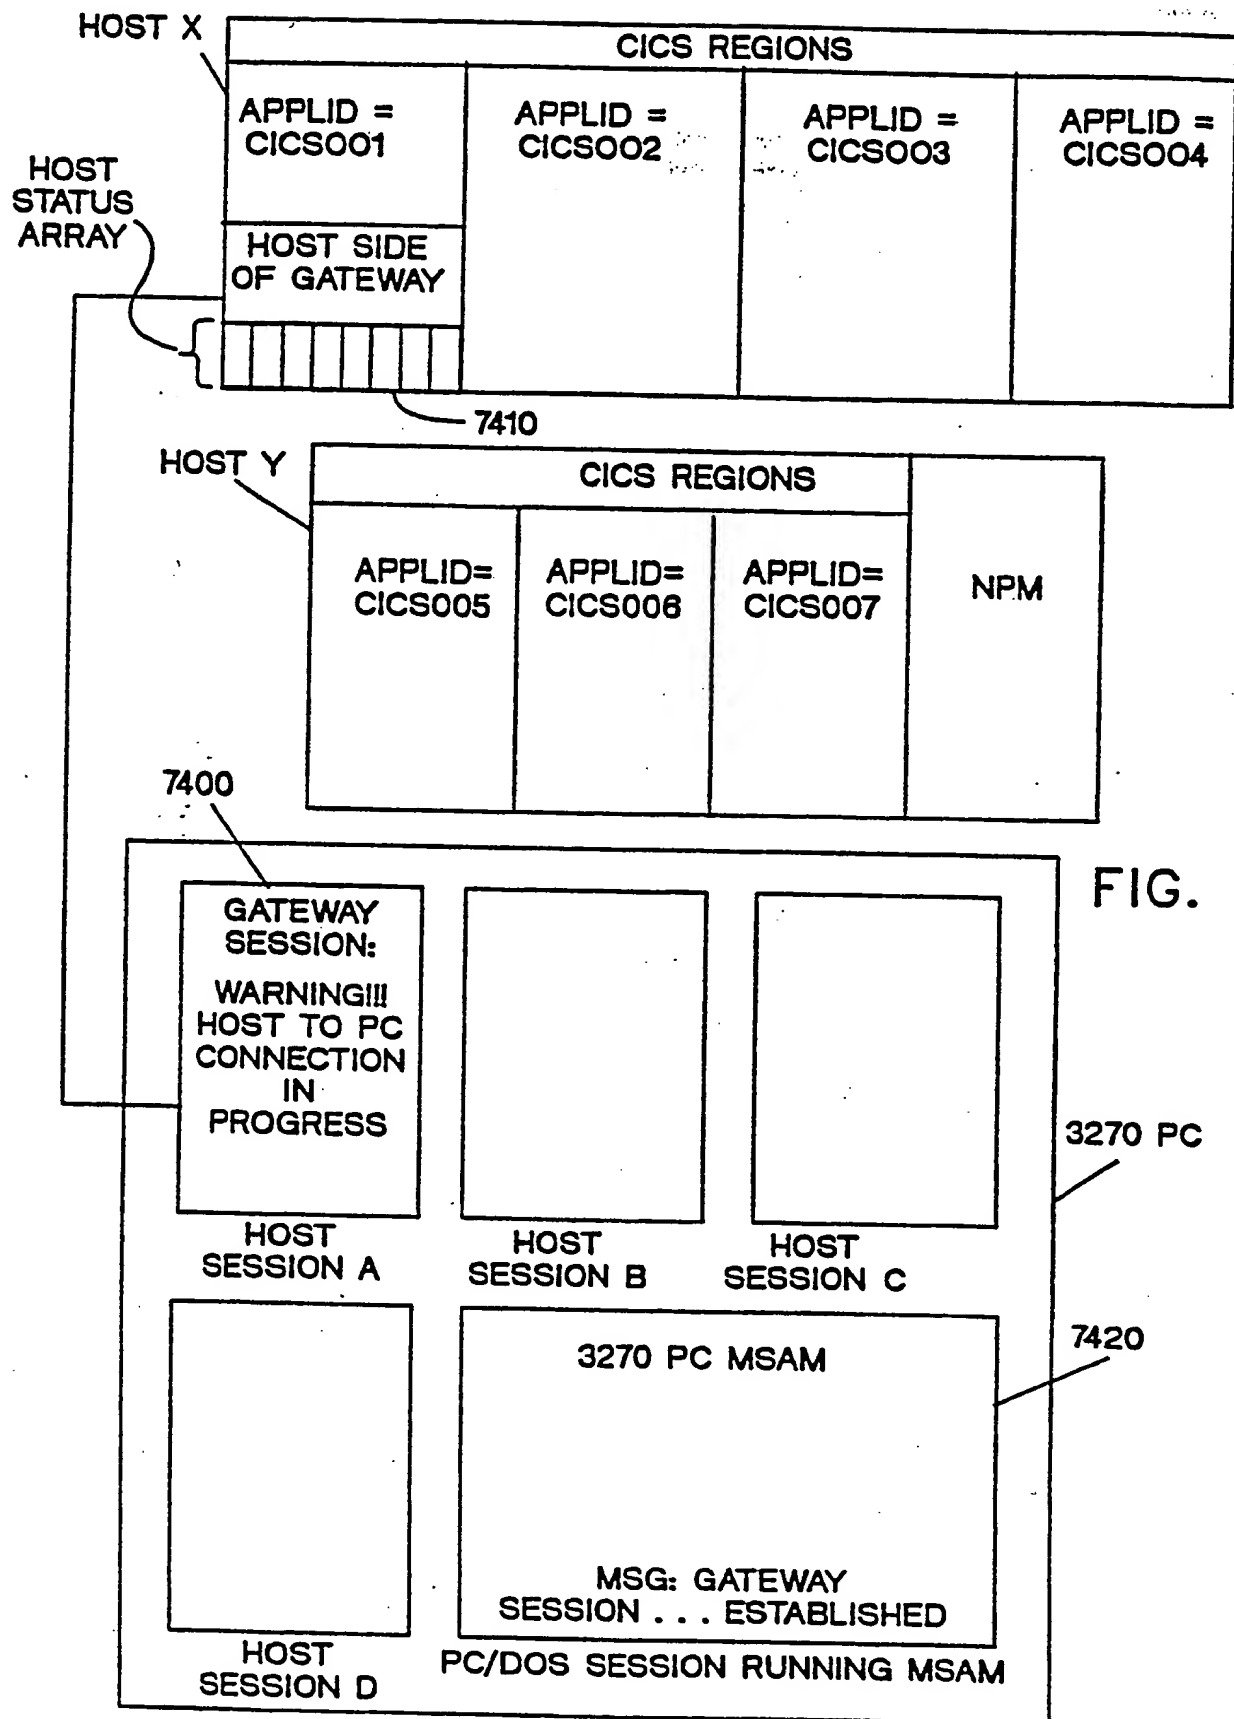 HOST X
CICS REGIONS
APPLID =
CICS001
APPLID =
CICS002
APPLID =
CICS003
APPLID =
CICS004
HOST
STATUS
ARRAY
HOST SIDE
OF GATEWAY
7410
HOST Y
CICS REGIONS
APPLID=
CICS005
APPLID=
CICS006
APPLID=
CICS007
NPM
7400
FIG.
GATEWAY
SESSION:
WARNING!!!
HOST TO PC
CONNECTION
IN
PROGRESS
3270 PC
HOST
SESSION A
HOST
SESSION B
HOST
SESSION C
7420
3270 PC MSAM
MSG: GATEWAY
SESSION . . . ESTABLISHED
HOST
SESSION D
PC/DOS SESSION RUNNING MSAM